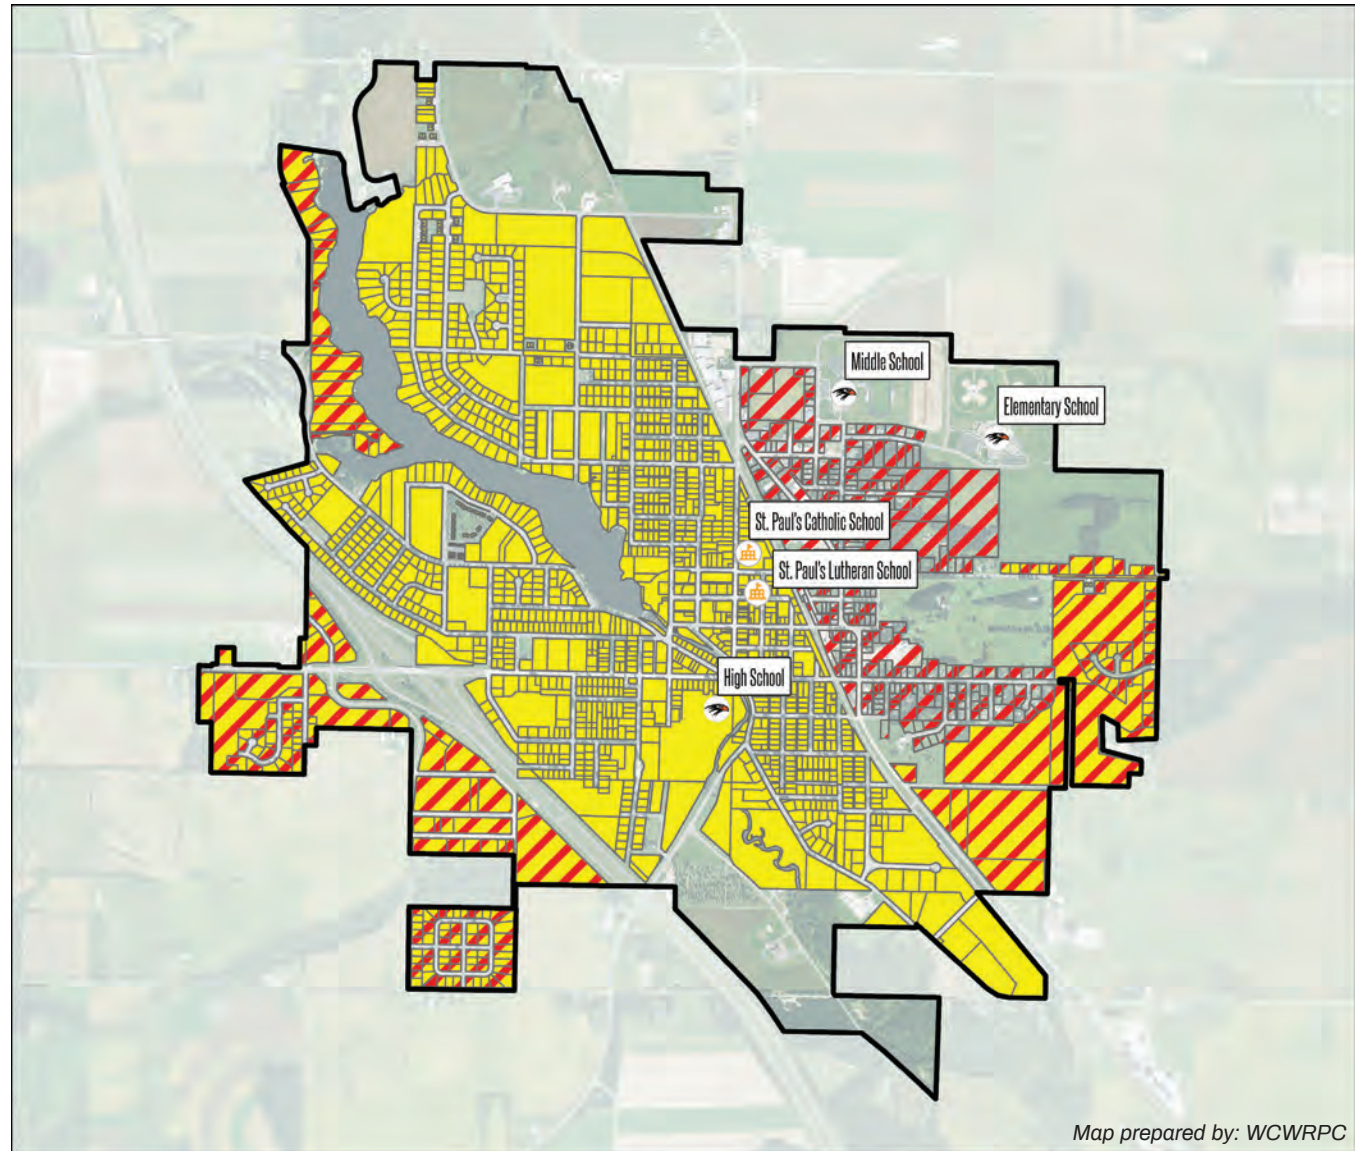 Middle School
Elementary School
St. Paul's Catholic School
St. Paul's Lutheran School
High School
Map prepared by: WCWRPC